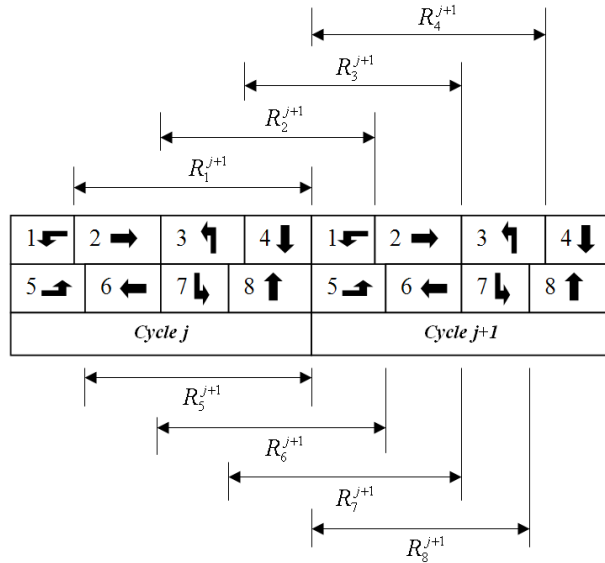 R_4^{j+1}
R_3^{j+1}
R_2^{j+1}
R_1^{j+1}
1 2 3 4 1 2 3 4
5 6 7 8 5 6 7 8
Cycle j Cycle j+1
R_5^{j+1}
R_6^{j+1}
R_7^{j+1}
R_8^{j+1}